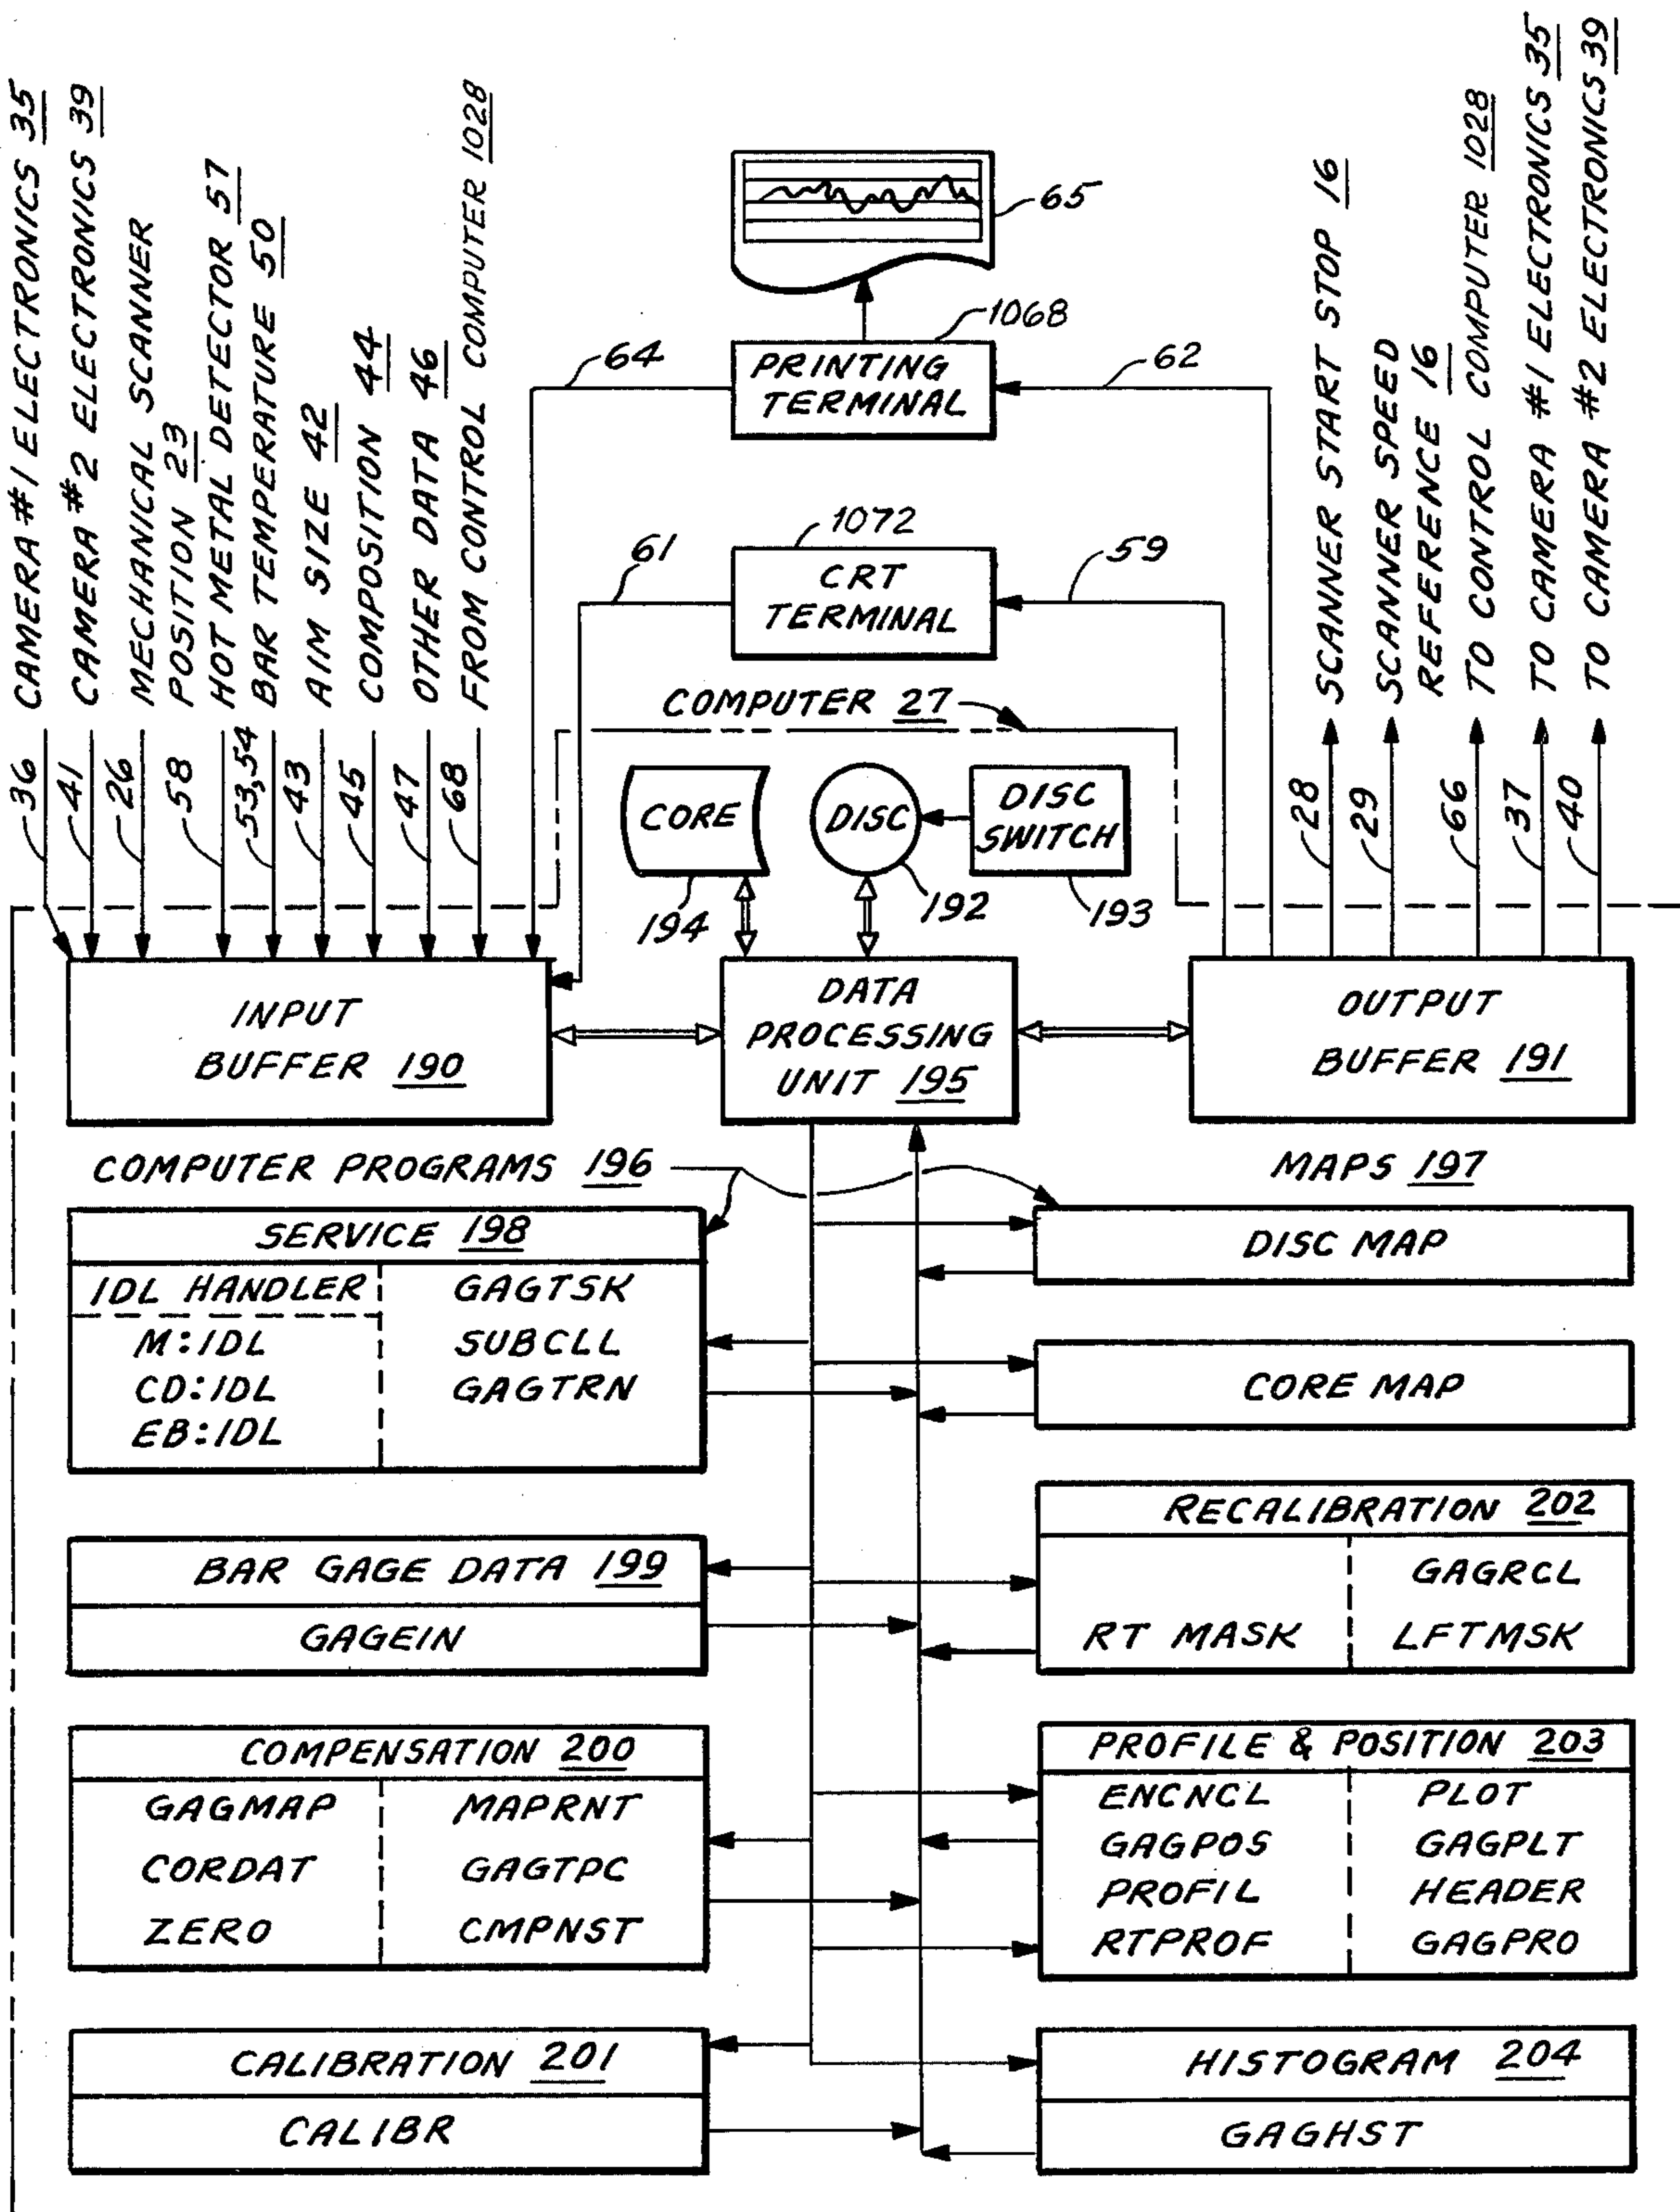 CAMERA #1 ELECTRONICS 35
CAMERA #2 ELECTRONICS 39
MECHANICAL SCANNER
POSITION 23
HOT METAL DETECTOR 57
BAR TEMPERATURE 50
AIM SIZE 42
COMPOSITION 44
OTHER DATA 46
FROM CONTROL COMPUTER 1028
36
41
26
58
53,54
43
45
47
68
65
1068
PRINTING
TERMINAL
64
62
1072
CRT
TERMINAL
61
59
SCANNER START STOP 16
SCANNER SPEED
REFERENCE 16
TO CONTROL COMPUTER 1028
TO CAMERA #1 ELECTRONICS 35
TO CAMERA #2 ELECTRONICS 39
28
29
66
37
40
COMPUTER 27
CORE
194
DISC
192
DISC
SWITCH
193
INPUT
BUFFER 190
DATA
PROCESSING
UNIT 195
OUTPUT
BUFFER 191
COMPUTER PROGRAMS 196
MAPS 197
SERVICE 198
IDL HANDLER
M:IDL
CD:IDL
EB:IDL
GAGTSK
SUBCLL
GAGTRN
DISC MAP
CORE MAP
BAR GAGE DATA 199
GAGEIN
RECALIBRATION 202
RT MASK
GAGRCL
LFTMSK
COMPENSATION 200
GAGMAP
CORDAT
ZERO
MAPRNT
GAGTPC
CMPNST
PROFILE & POSITION 203
ENCNCL
GAGPOS
PROFIL
RTPROF
PLOT
GAGPLT
HEADER
GAGPRO
CALIBRATION 201
CALIBR
HISTOGRAM 204
GAGHST